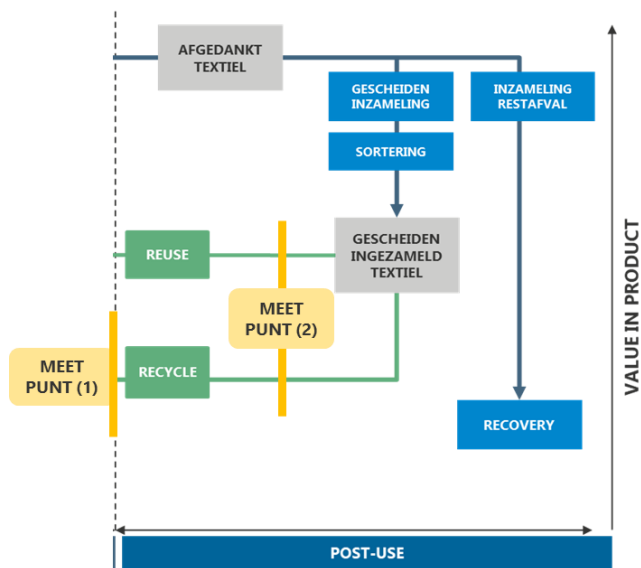 AFGEDANKT
TEXTIEL
GESCHEIDEN
INZAMELING
INZAMELING
RESTAFVAL
SORTERING
GESCHEIDEN
INGEZAMELD
TEXTIEL
REUSE
MEET
PUNT (2)
MEET
PUNT (1)
RECYCLE
RECOVERY
VALUE IN PRODUCT
POST-USE